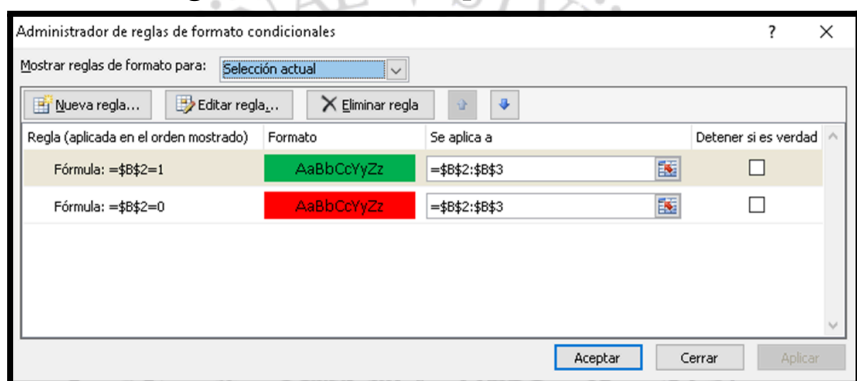 Administrador de reglas de formato condicionales ? X
Mostrar reglas de formato para: Selección actual
Nueva regla... Editar regla... Eliminar regla
Regla (aplicada en el orden mostrado) Formato Se aplica a Detener si es verdad
Fórmula: =$B$2=1 AaBbCcYyZz =$B$2:$B$3
Fórmula: =$B$2=0 AaBbCcYyZz =$B$2:$B$3
Aceptar Cerrar Aplicar